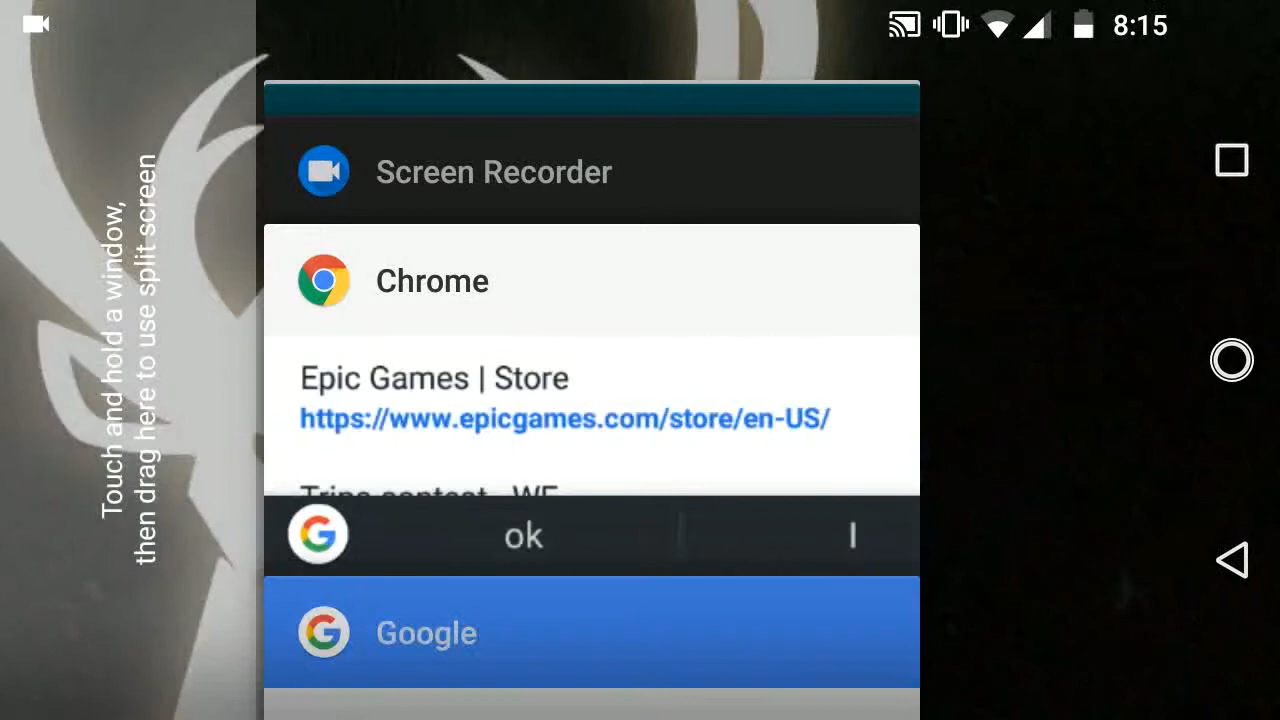 8:15
Touch and hold a window,
then drag here to use split screen
Screen Recorder
Chrome
Epic Games | Store
https://www.epicgames.com/store/en-US/
ok
I
Google